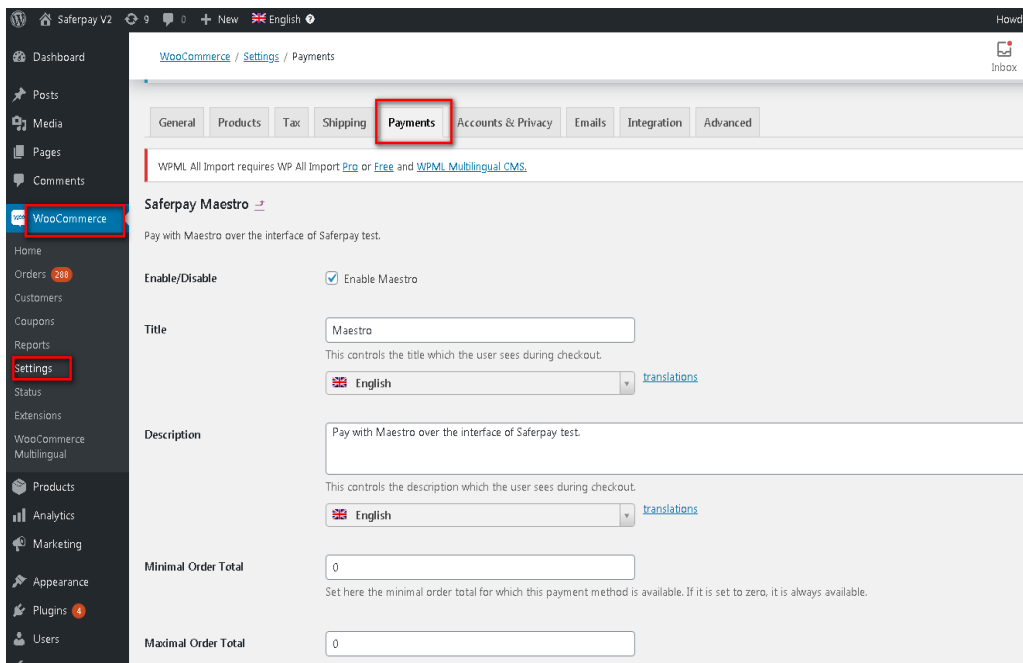 Saferpay V2 9 0 New English Howd
Dashboard
Posts
Media
Pages
Comments
WooCommerce
Home
Orders 288
Customers
Coupons
Reports
Settings
Status
Extensions
WooCommerce
Multilingual
Products
Analytics
Marketing
Appearance
Plugins 4
Users
WooCommerce / Settings / Payments
Inbox
General Products Tax Shipping Payments Accounts & Privacy Emails Integration Advanced
WPML All Import requires WP All Import Pro or Free and WPML Multilingual CMS.
Saferpay Maestro
Pay with Maestro over the interface of Saferpay test.
Enable/Disable Enable Maestro
Title Maestro
This controls the title which the user sees during checkout.
English translations
Description Pay with Maestro over the interface of Saferpay test.
This controls the description which the user sees during checkout.
English translations
Minimal Order Total 0
Set here the minimal order total for which this payment method is available. If it is set to zero, it is always available.
Maximal Order Total 0